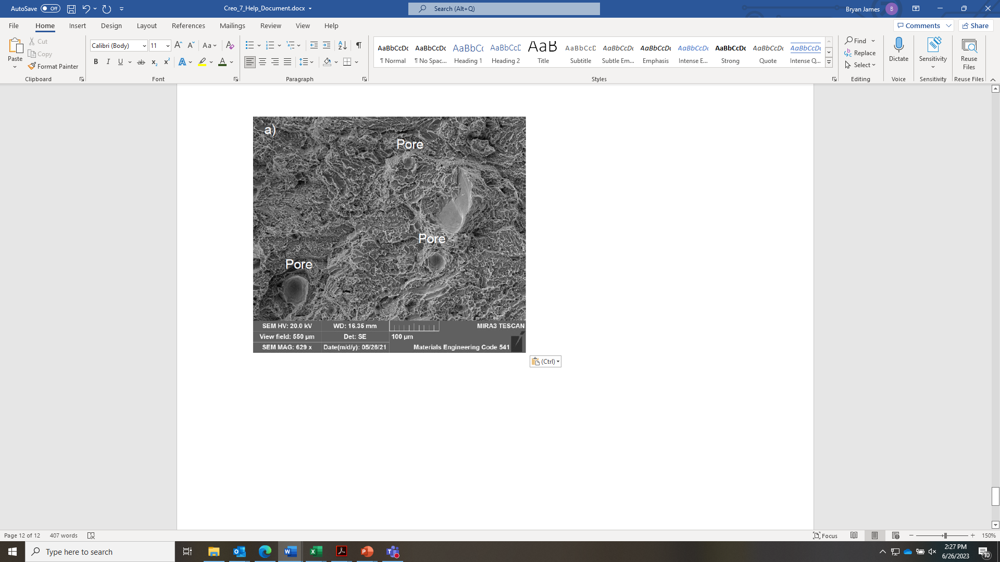 AutoSave Off Creo_7_Help_Document.docx Search (Alt+Q) Bryan James B
File Home Insert Design Layout References Mailings Review View Help Comments Share
Paste Cut Copy Format Painter Clipboard
Calibri (Body) 11 Aa Font
Paragraph
AaBbCcDc AaBbCcDc AaBbCc AaBbCcD AaB AaBbCcD AaBbCcDc AaBbCcDc AaBbCcDc AaBbCcDc AaBbCcDc AaBbCcDc
¶ Normal ¶ No Spac... Heading 1 Heading 2 Title Subtitle Subtle Em... Emphasis Intense E... Strong Quote Intense Q...
Styles
Find Replace Select Editing
Dictate Voice
Sensitivity Sensitivity
Reuse Files Reuse Files
a)
Pore
Pore
Pore
SEM HV: 20.0 kV WD: 16.35 mm MIRA3 TESCAN
View field: 550 µm Det: SE 100 µm
SEM MAG: 629 x Date(m/d/y): 05/26/21 Materials Engineering Code 541
(Ctrl)
Page 12 of 12 407 words Focus 150%
Type here to search
2:27 PM
6/26/2023
10